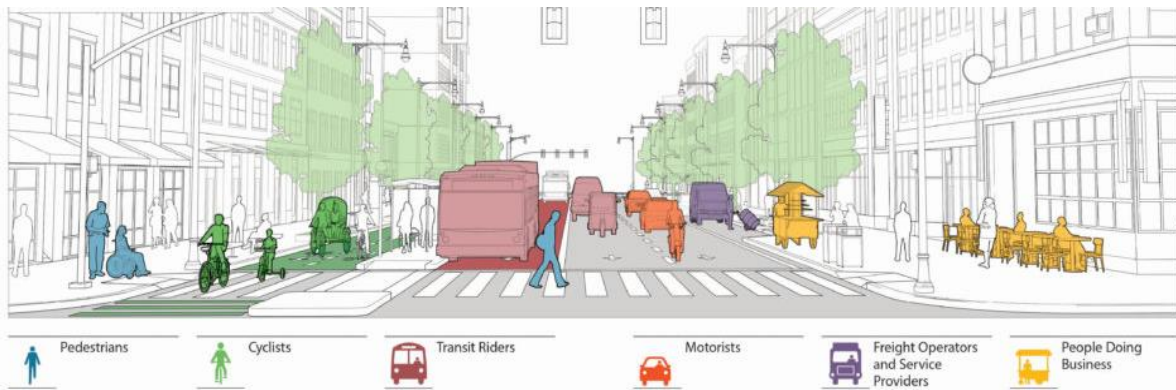 Pedestrians
Cyclists
Transit Riders
Motorists
Freight Operators
and Service
Providers
People Doing
Business